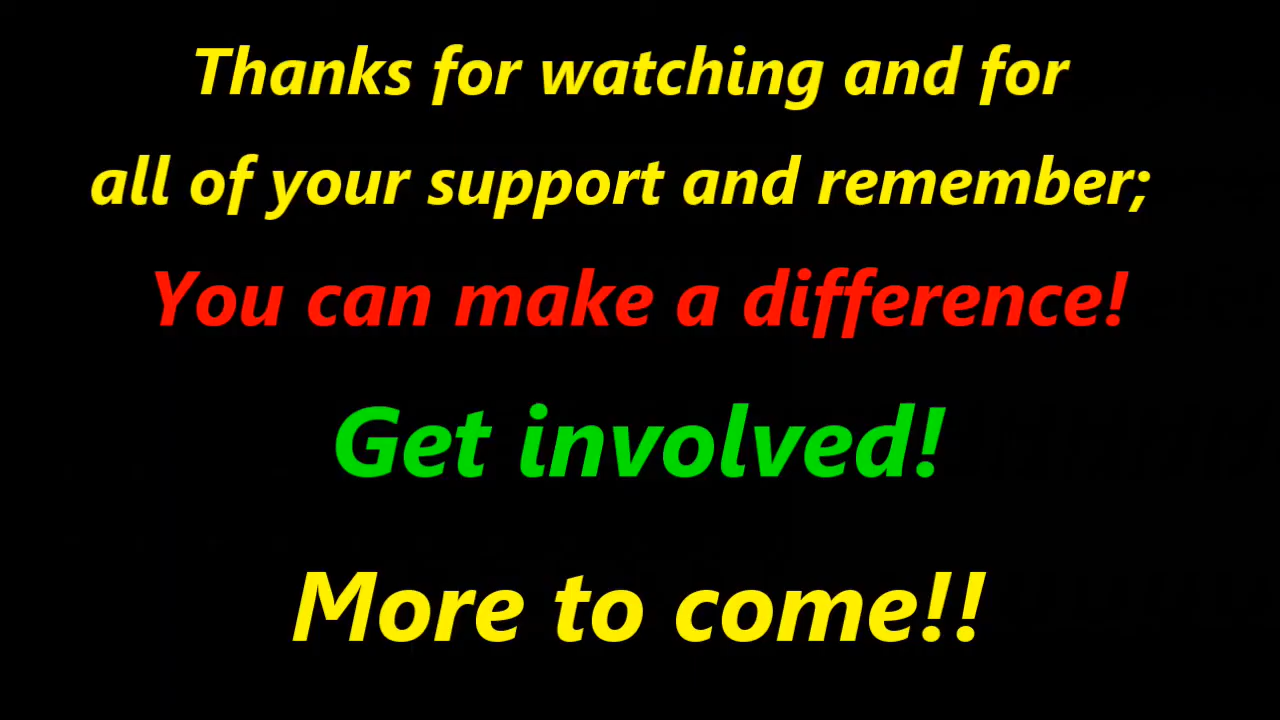 Thanks for watching and for
all of your support and remember;
You can make a difference!
Get involved!
More to come!!